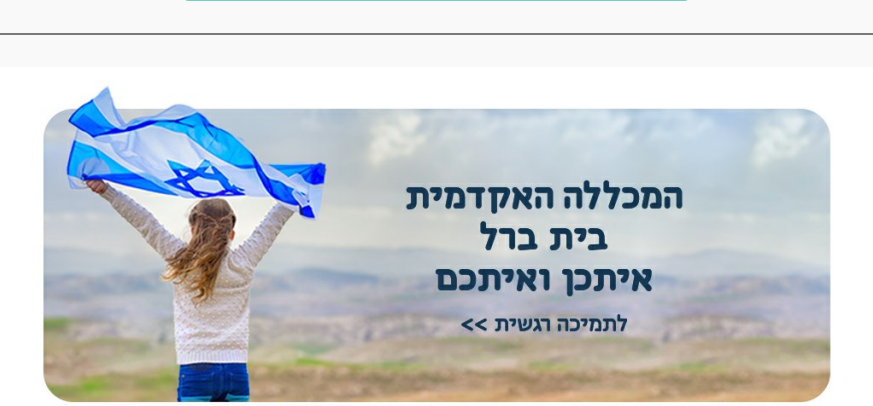 המכללה האקדמית
בית ברל
איתכן ואיתכם
לתמיכה רגשית >>